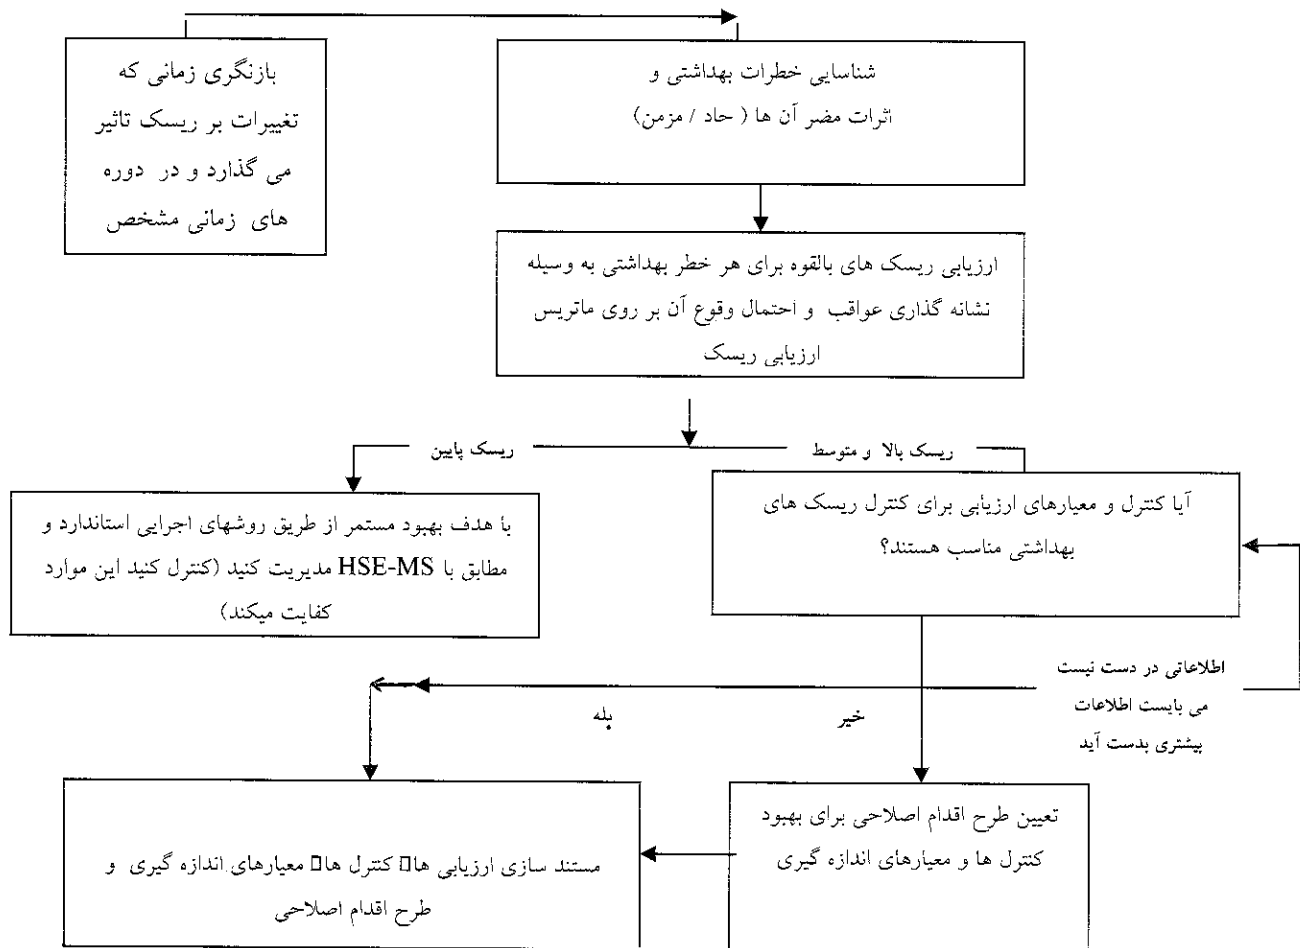 بازنگری زمانی که
تغییرات بر ریسک تاثیر
می گذارد و در دوره
های زمانی مشخص
شناسایی خطرات بهداشتی و
اثرات مضر آن ها ( حاد / مزمن)
ارزیابی ریسک های بالقوه برای هر خطر بهداشتی به وسیله
نشانه گذاری عواقب و احتمال وقوع آن بر روی ماتریس
ارزیابی ریسک
ریسک بالا و متوسط
ریسک پایین
آیا کنترل و معیارهای ارزیابی برای کنترل ریسک های
بهداشتی مناسب هستند؟
با هدف بهبود مستمر از طریق روشهای اجرایی استاندارد و
مطابق با HSE-MS مدیریت کنید (کنترل کنید این موارد
کفایت میکند)
اطلاعاتی در دست نیست
می بایست اطلاعات
بیشتری بدست آید
خیر
بله
تعیین طرح اقدام اصلاحی برای بهبود
کنترل ها و معیارهای اندازه گیری
مستند سازی ارزیابی ها▯ کنترل ها▯ معیارهای اندازه گیری و
طرح اقدام اصلاحی